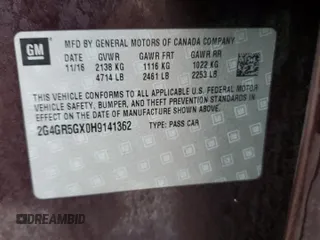 GM
MFD BY GENERAL MOTORS OF CANADA COMPANY
DATE GVWR GAWR FRT GAWR RR
11/16 2138 KG 1116 KG 1022 KG
4714 LB 2461 LB 2253 LB
THIS VEHICLE CONFORMS TO ALL APPLICABLE U.S. FEDERAL MOTOR
VEHICLE SAFETY, BUMPER, AND THEFT PREVENTION STANDARDS IN
EFFECT ON THE DATE OF MANUFACTURE SHOWN ABOVE.
2G4GR5GX0H9141362 TYPE: PASS CAR
DREAMBID